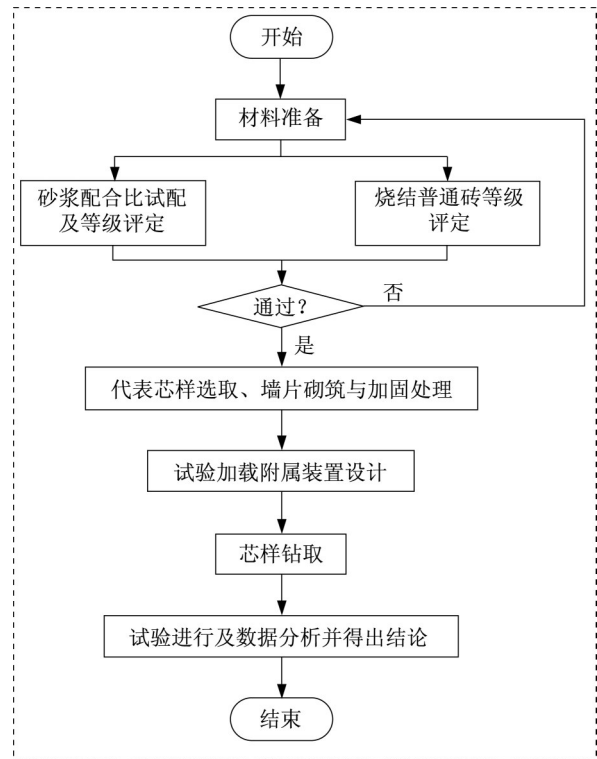 开始
材料准备
砂浆配合比试配
及等级评定
烧结普通砖等级
评定
通过?
否
是
代表芯样选取、墙片砌筑与加固处理
试验加载附属装置设计
芯样钻取
试验进行及数据分析并得出结论
结束